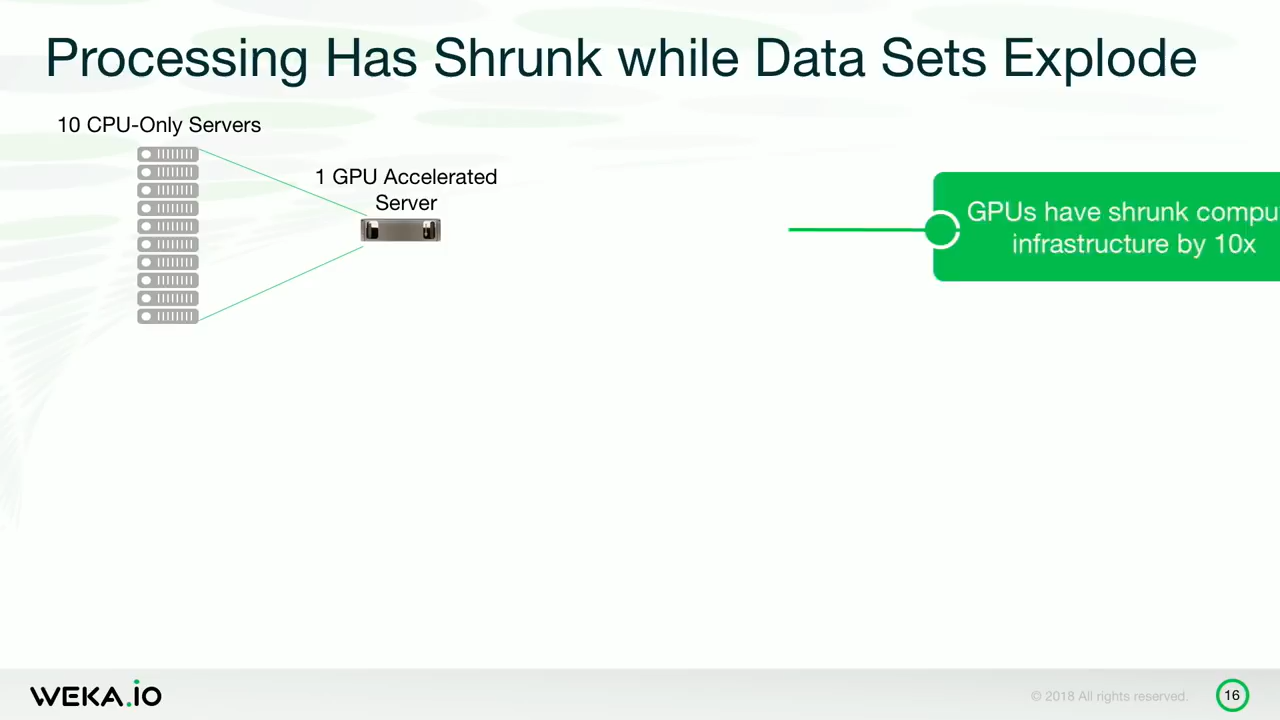 Processing Has Shrunk while Data Sets Explode
10 CPU-Only Servers
1 GPU Accelerated
Server
GPUs have shrunk
infrastructure by 10x
WEKA.iO
© 2018 All rights reserved.
16